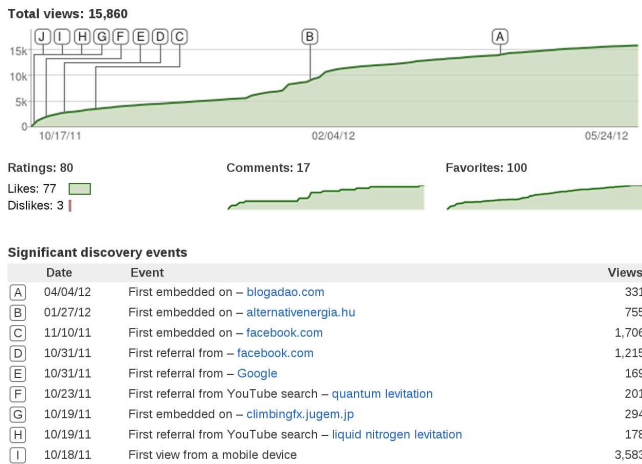 Total views: 15,860
J I H G F E D C B A
15k
10k
5k
0
10/17/11 02/04/12 05/24/12
Ratings: 80 Comments: 17 Favorites: 100
Likes: 77
Dislikes: 3
Significant discovery events
Date Event Views
A 04/04/12 First embedded on – blogadao.com 331
B 01/27/12 First embedded on – alternativenergia.hu 755
C 11/10/11 First embedded on – facebook.com 1,706
D 10/31/11 First referral from – facebook.com 1,215
E 10/31/11 First referral from – Google 169
F 10/23/11 First referral from YouTube search – quantum levitation 201
G 10/19/11 First embedded on – climbingfx.jugem.jp 294
H 10/19/11 First referral from YouTube search – liquid nitrogen levitation 178
I 10/18/11 First view from a mobile device 3,583